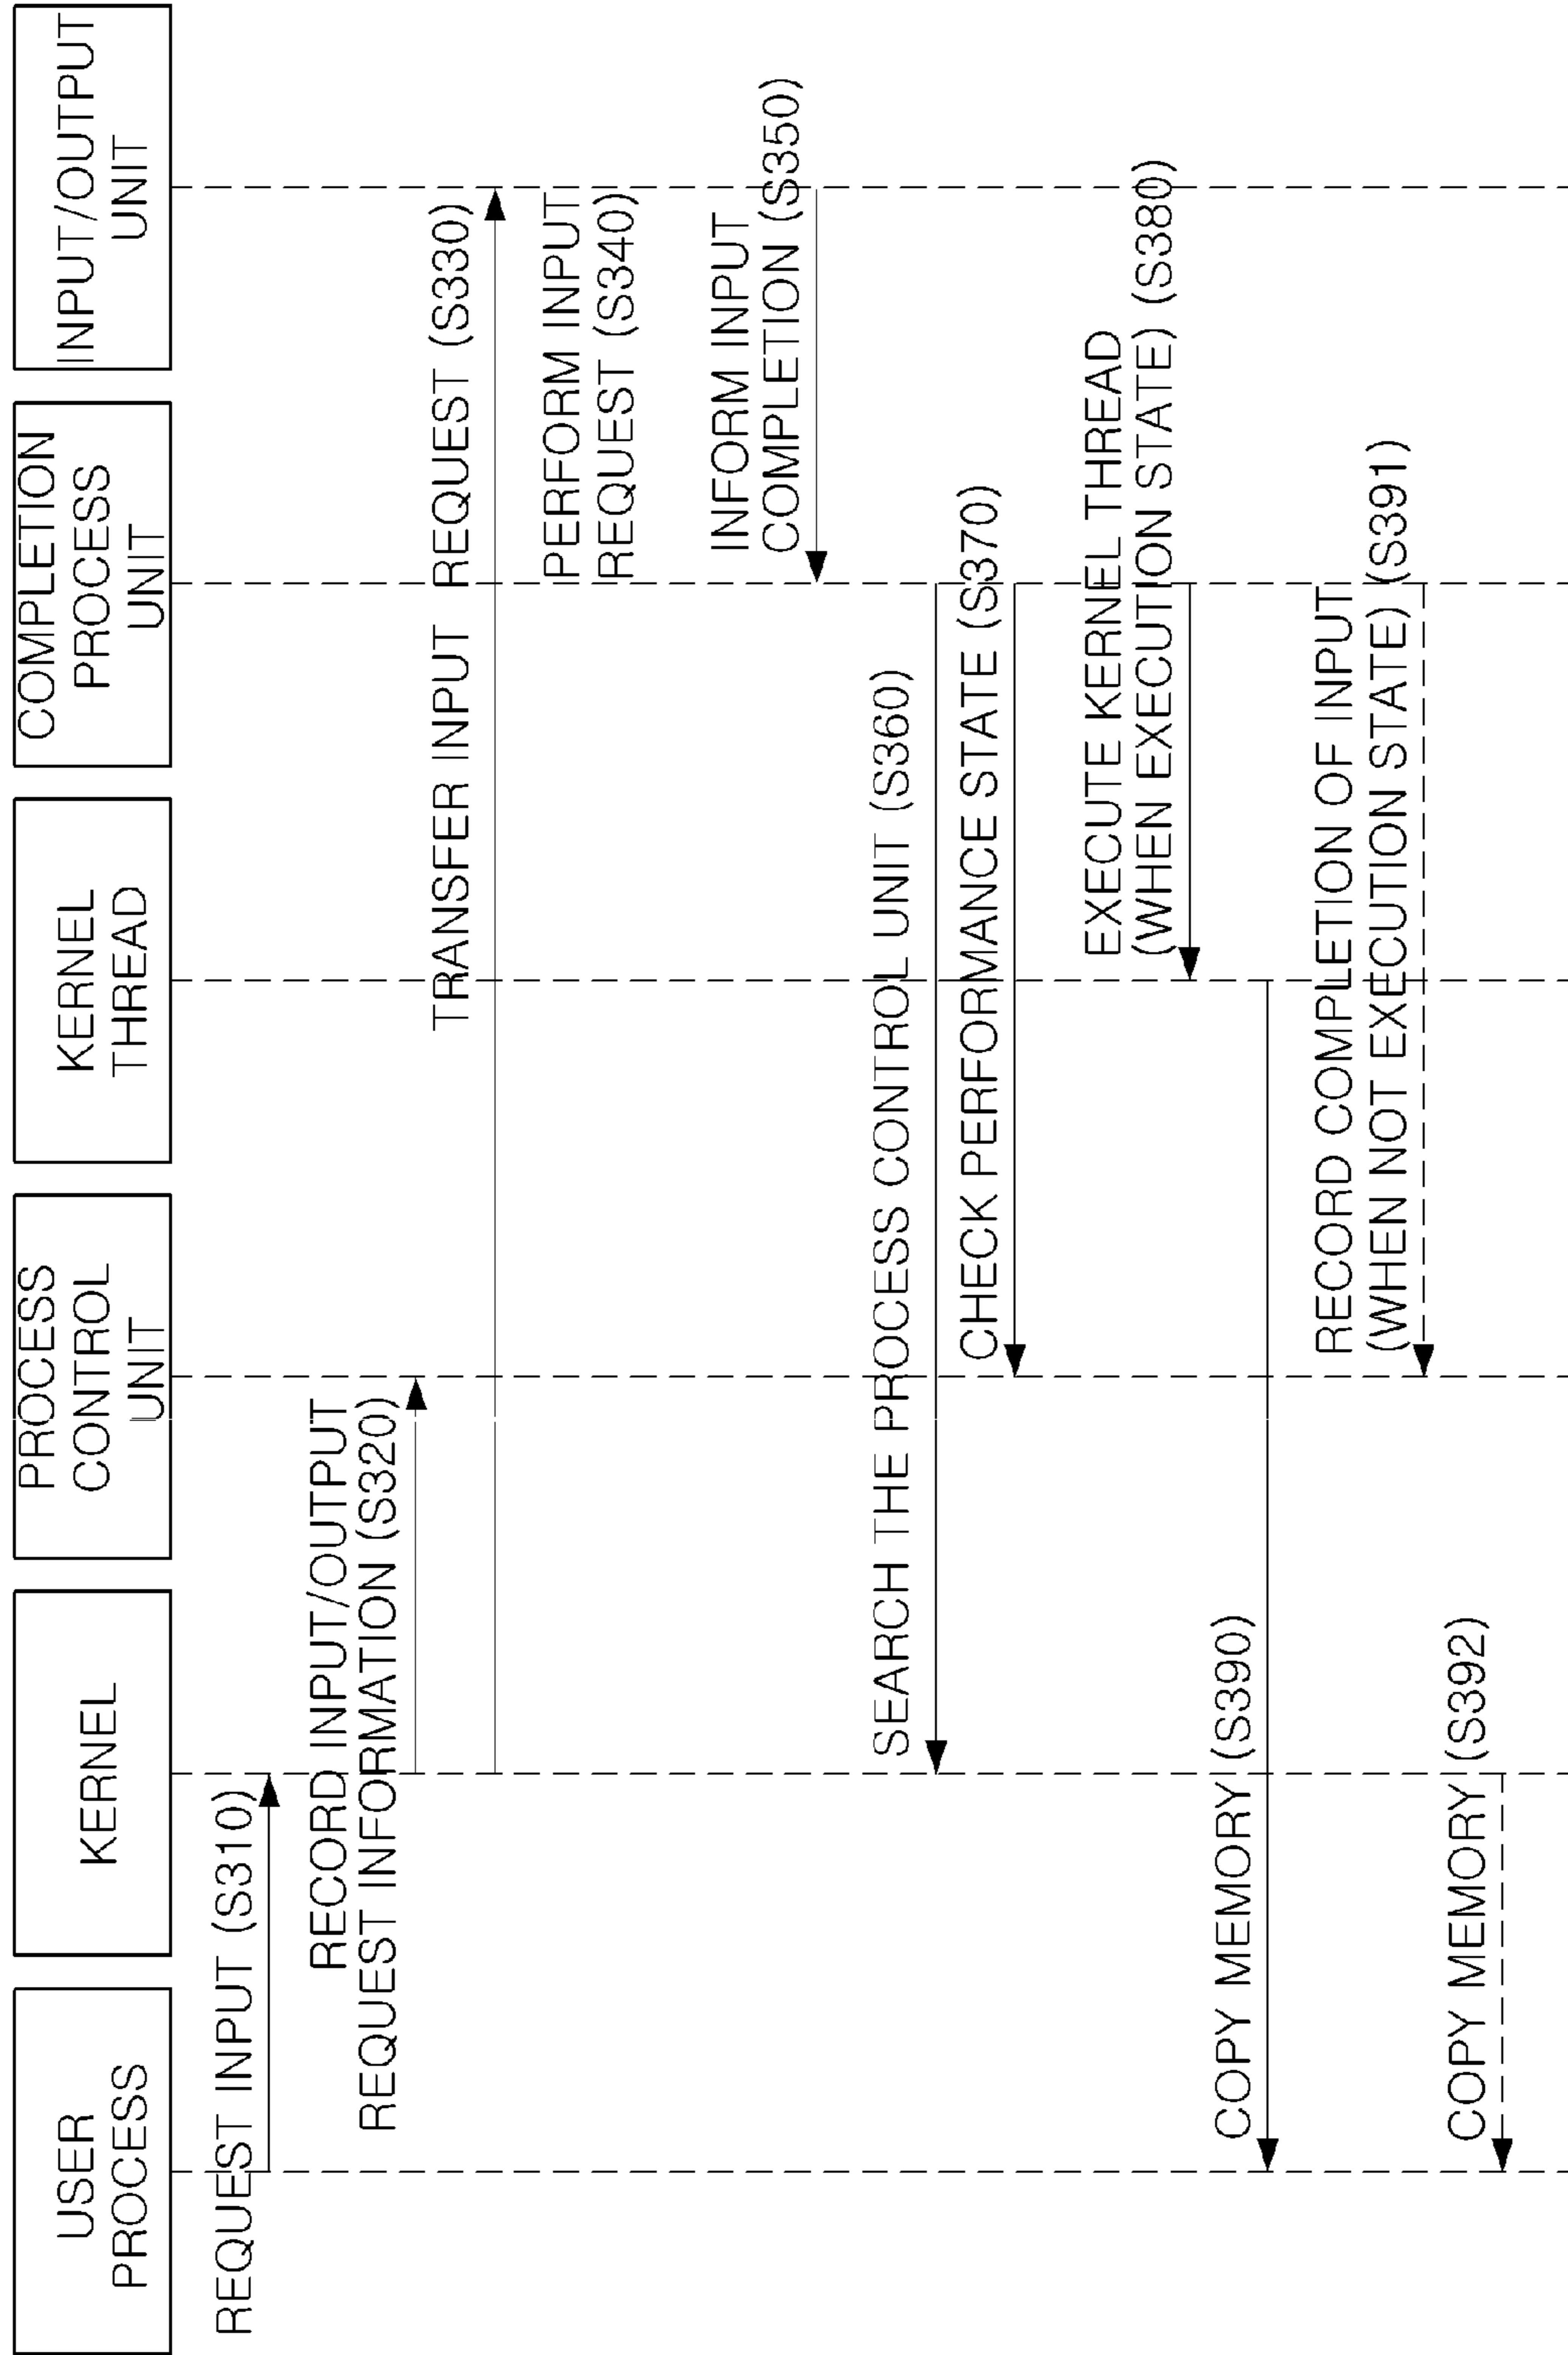 USER
PROCESS
KERNEL
PROCESS
CONTROL
UNIT
KERNEL
THREAD
COMPLETION
PROCESS
UNIT
INPUT/OUTPUT
UNIT
REQUEST INPUT (S310)
RECORD INPUT/OUTPUT
REQUEST INFORMATION (S320)
TRANSFER INPUT REQUEST (S330)
PERFORM INPUT
REQUEST (S340)
INFORM INPUT
COMPLETION (S350)
SEARCH THE PROCESS CONTROL UNIT (S360)
CHECK PERFORMANCE STATE (S370)
EXECUTE KERNEL THREAD
(WHEN EXECUTION STATE) (S380)
COPY MEMORY (S390)
RECORD COMPLETION OF INPUT
(WHEN NOT EXECUTION STATE) (S391)
COPY MEMORY (S392)